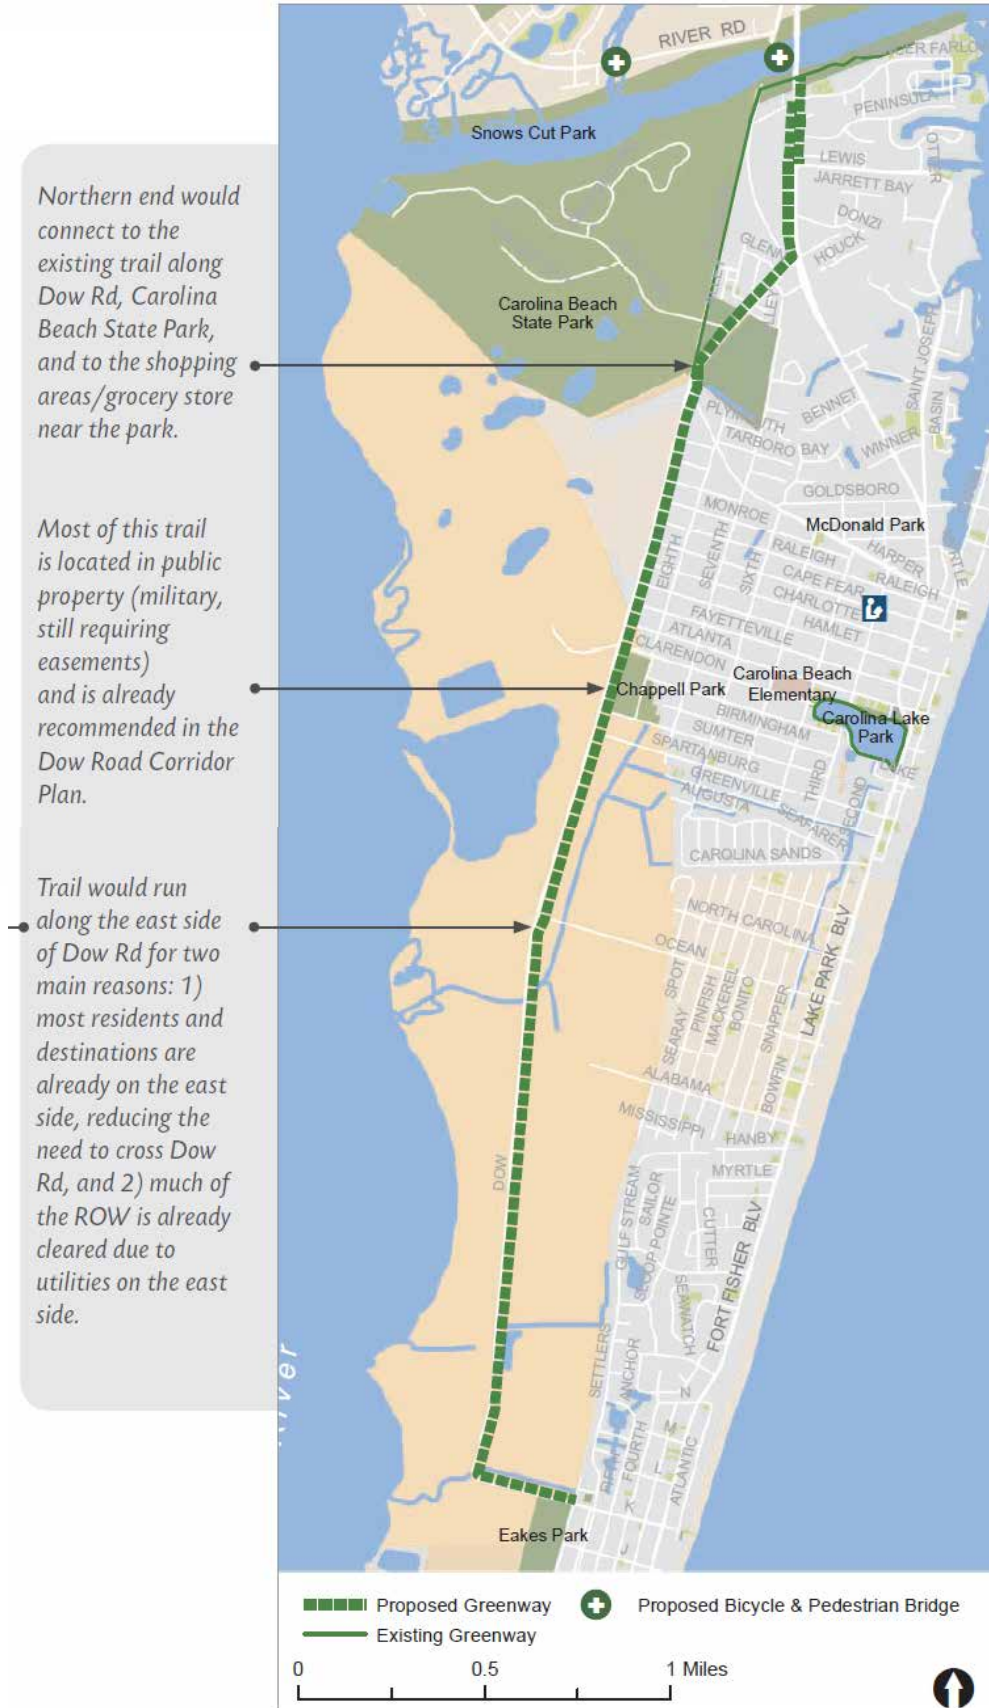 RIVER RD
CER FARLO
Snows Cut Park
PENINSULA
OTTER
LEWIS
JARRETT BAY
DONZI
GLENN
HOUCK
Northern end would
connect to the
existing trail along
Dow Rd, Carolina
Beach State Park,
and to the shopping
areas/grocery store
near the park.
Carolina Beach
State Park
SAINT JOSEPH
BASIN
BENNET
PLYMOUTH
TARBORO BAY
WINNER
GOLDSBORO
MONROE
McDonald Park
EIGHTH
SEVENTH
SIXTH
RALEIGH
HARPER
MYRTLE
CAPE FEAR
RALEIGH
CHARLOTTE
HAMLET
FAYETTEVILLE
ATLANTA
CLARENDON
Most of this trail
is located in public
property (military,
still requiring
easements)
and is already
recommended in the
Dow Road Corridor
Plan.
Chappell Park
Carolina Beach
Elementary
Carolina Lake
Park
BIRMINGHAM
SUMTER
SPARTANBURG
GREENVILLE
AUGUSTA
THIRD
SECOND
LAKE
SEAFARER
CAROLINA SANDS
Trail would run
along the east side
of Dow Rd for two
main reasons: 1)
most residents and
destinations are
already on the east
side, reducing the
need to cross Dow
Rd, and 2) much of
the ROW is already
cleared due to
utilities on the east
side.
NORTH CAROLINA
OCEAN
SPOT
SEARAY
PINFISH
MACKEREL
BONITO
SNAPPER
LAKE PARK BLV
BOWFIN
ALABAMA
MISSISSIPPI
HANBY
MYRTLE
DOW
GULF STREAM
SAILOR
SLOOP POINTE
CUTTER
SEAWATCH
FORT FISHER BLV
SETTLERS
ANCHOR
FOURTH
ATLANTIC
N
M
L
K
J
River
Eakes Park
Proposed Greenway
Proposed Bicycle & Pedestrian Bridge
Existing Greenway
0 0.5 1 Miles